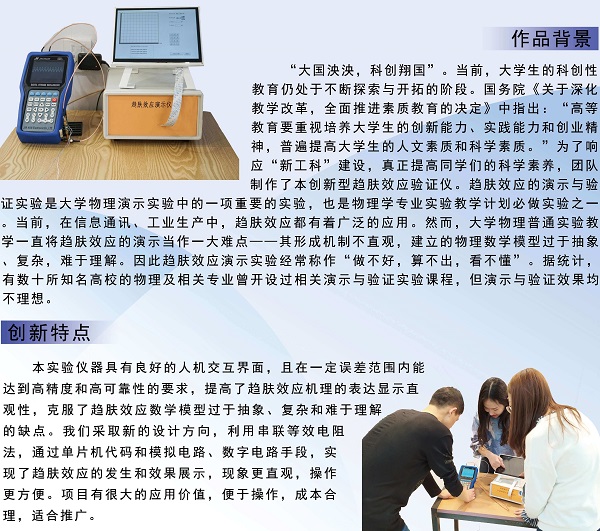 趋肤效应演示仪
作品背景
“大国泱泱，科创翔国”。当前，大学生的科创性
教育仍处于不断探索与开拓的阶段。国务院《关于深化
教学改革，全面推进素质教育的决定》中指出：“高等
教育要重视培养大学生的创新能力、实践能力和创业精
神，普遍提高大学生的人文素质和科学素质。”为了响
应“新工科”建设，真正提高同学们的科学素养，团队
制作了本创新型趋肤效应验证仪。趋肤效应的演示与验
证实验是大学物理演示实验中的一项重要的实验，也是物理学专业实验教学计划必做实验之一
。当前，在信息通讯、工业生产中，趋肤效应都有着广泛的应用。然而，大学物理普通实验教
学一直将趋肤效应的演示当作一大难点——其形成机制不直观，建立的物理数学模型过于抽象
、复杂，难于理解。因此趋肤效应演示实验经常称作“做不好，算不出，看不懂”。据统计，
有数十所知名高校的物理及相关专业曾开设过相关演示与验证实验课程，但演示与验证效果均
不理想。
创新特点
本实验仪器具有良好的人机交互界面，且在一定误差范围内能
达到高精度和高可靠性的要求，提高了趋肤效应机理的表达显示直
观性，克服了趋肤效应数学模型过于抽象、复杂和难于理解
的缺点。我们采取新的设计方向，利用串联等效电阻
法，通过单片机代码和模拟电路、数字电路手段，实
现了趋肤效应的发生和效果展示，现象更直观，操作
更方便。项目有很大的应用价值，便于操作，成本合
理，适合推广。